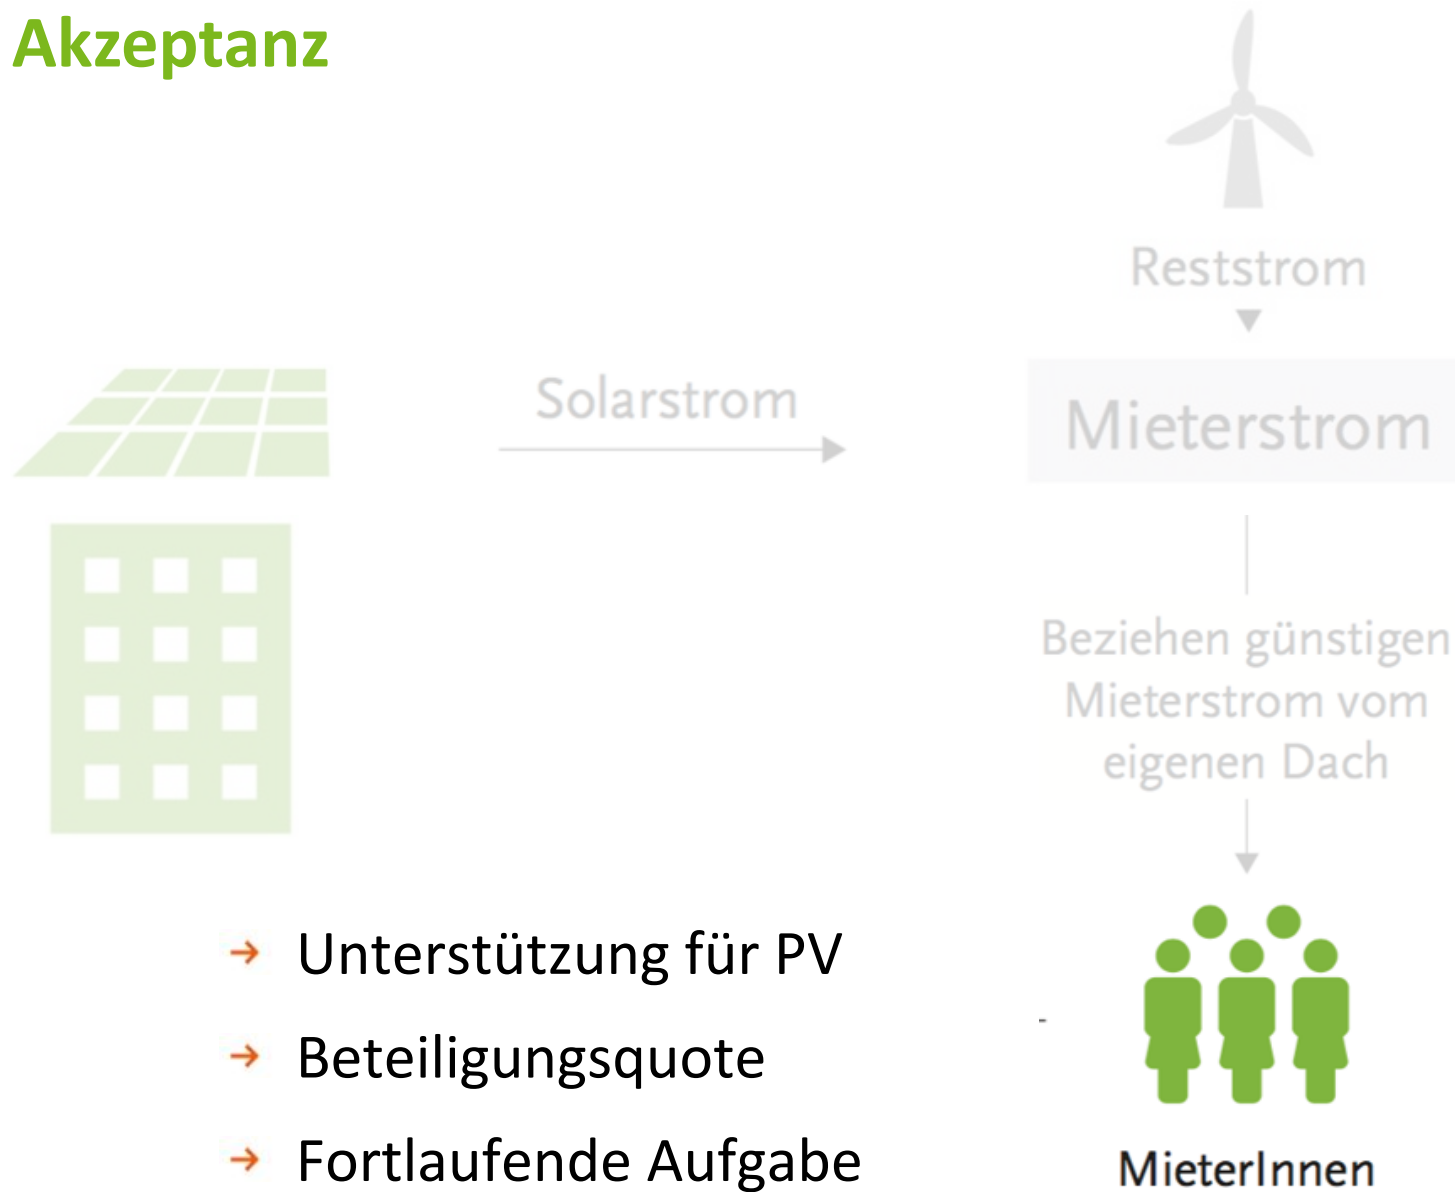 Akzeptanz
Reststrom
Solarstrom
Mieterstrom
Beziehen günstigen
Mieterstrom vom
eigenen Dach
→ Unterstützung für PV
→ Beteiligungsquote
→ Fortlaufende Aufgabe
-
MieterInnen